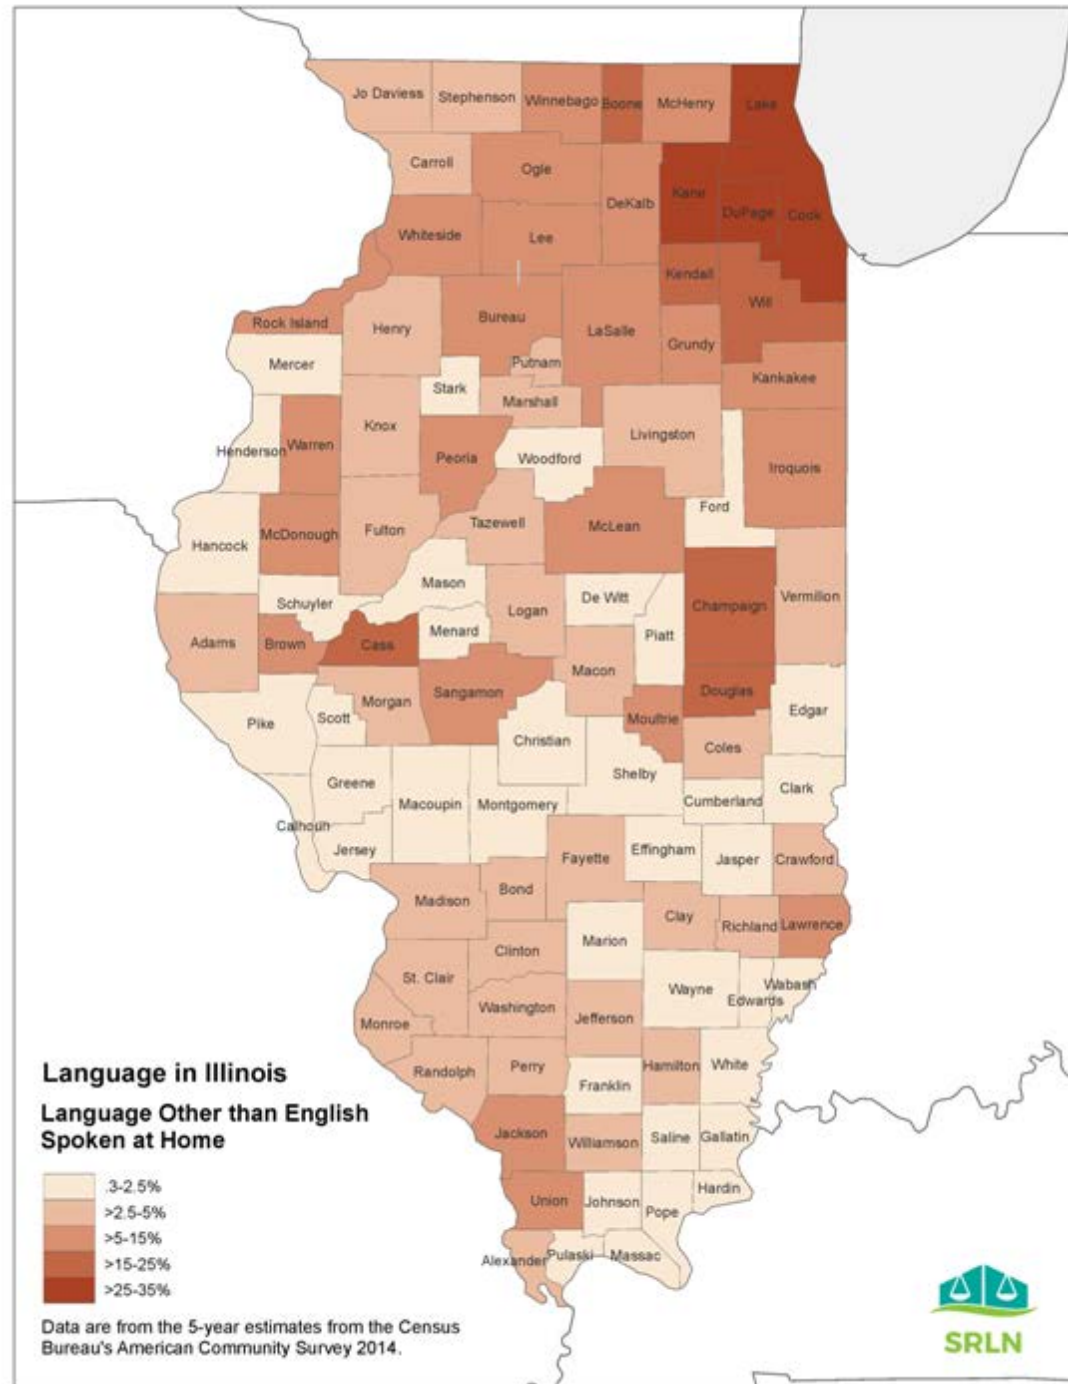 Jo Daviess
Stephenson
Winnebago
Boone
McHenry
Lake
Carroll
Ogle
DeKalb
Kane
DuPage
Cook
Whiteside
Lee
Kendall
Will
Rock Island
Henry
Bureau
LaSalle
Grundy
Mercer
Putnam
Kankakee
Stark
Marshall
Knox
Livingston
Henderson
Warren
Peoria
Woodford
Iroquois
Ford
Hancock
McDonough
Fulton
Tazewell
McLean
Mason
De Witt
Champaign
Vermilion
Schuyler
Logan
Menard
Piatt
Adams
Brown
Cass
Macon
Morgan
Sangamon
Douglas
Pike
Scott
Moultrie
Edgar
Christian
Coles
Shelby
Greene
Macoupin
Montgomery
Cumberland
Clark
Calhoun
Jersey
Fayette
Effingham
Jasper
Crawford
Madison
Bond
Clay
Richland
Lawrence
Marion
Clinton
St. Clair
Wayne
Edwards
Wabash
Washington
Jefferson
Monroe
Randolph
Perry
Hamilton
White
Franklin
Jackson
Williamson
Saline
Gallatin
Union
Johnson
Pope
Hardin
Alexander
Pulaski
Massac
Language in Illinois
Language Other than English
Spoken at Home
.3-2.5%
>2.5-5%
>5-15%
>15-25%
>25-35%
Data are from the 5-year estimates from the Census
Bureau's American Community Survey 2014.
SRLN